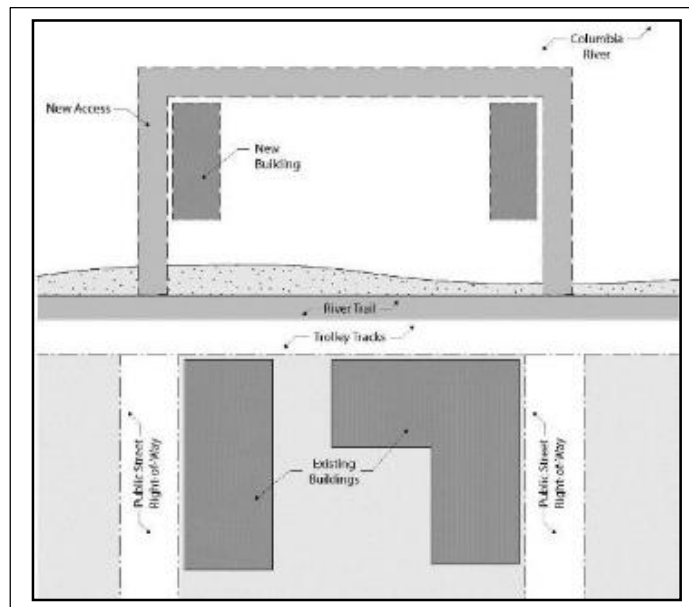 Columbia
River
New Access
New
Building
River Trail
Trolley Tracks
Public Street
Right-of-Way
Existing
Buildings
Public Street
Right-of-Way